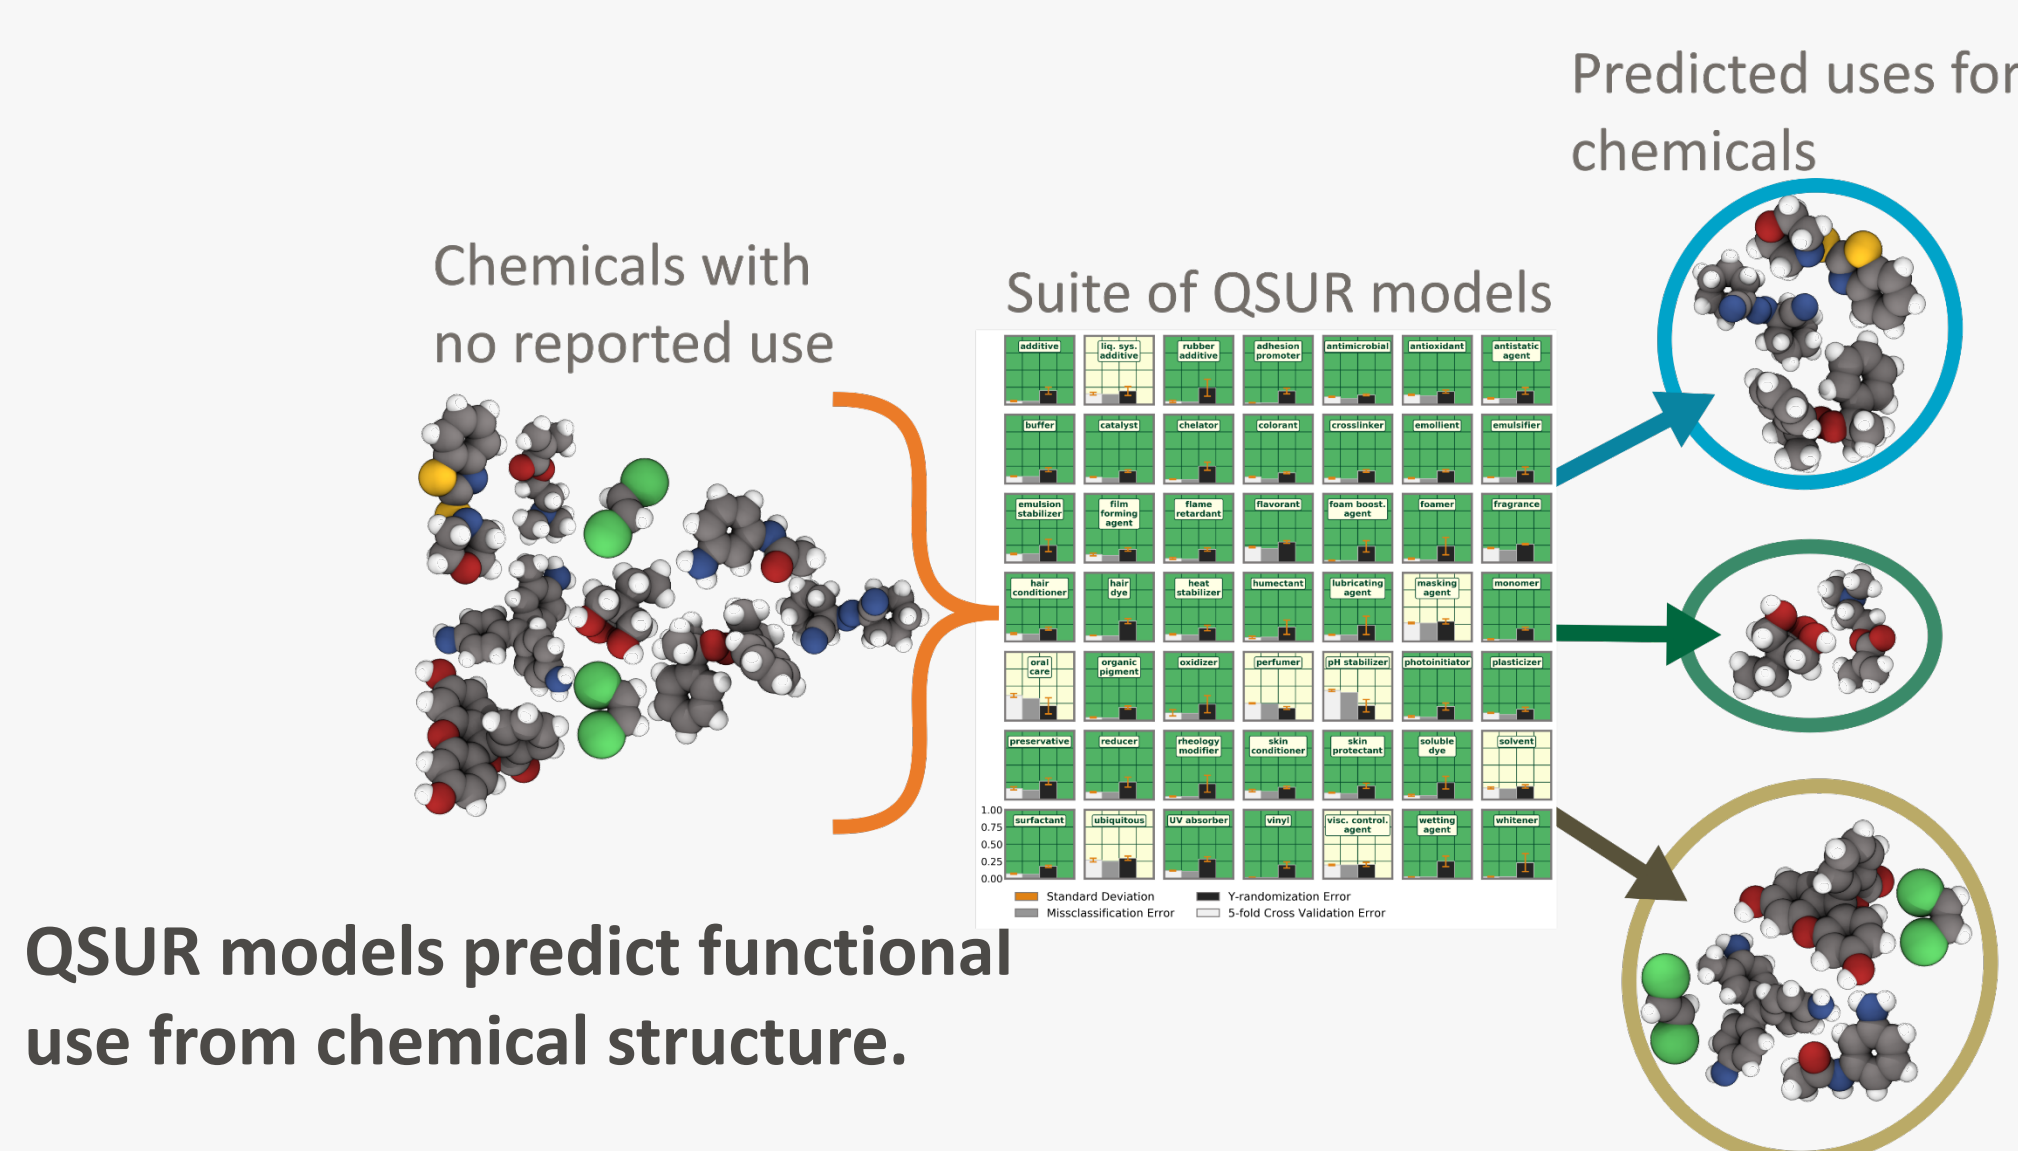 Predicted uses for
chemicals
Chemicals with
no reported use
Suite of QSUR models
additive
liq. sys.
additive
rubber
additive
adhesion
promoter
antimicrobial
antioxidant
antistatic
agent
buffer
catalyst
chelator
colorant
crosslinker
emollient
emulsifier
emulsion
stabilizer
film
forming
agent
flame
retardant
flavorant
foam boost.
agent
foamer
fragrance
hair
conditioner
hair
dye
heat
stabilizer
humectant
lubricating
agent
masking
agent
monomer
oral
care
organic
pigment
oxidizer
perfumer
pH stabilizer
photoinitiator
plasticizer
preservative
reducer
rheology
modifier
skin
conditioner
skin
protectant
soluble
dye
solvent
surfactant
ubiquitous
UV absorber
vinyl
visc. control.
agent
wetting
agent
whitener
1.00
0.75
0.50
0.25
0.00
Standard Deviation
Missclassification Error
Y-randomization Error
5-fold Cross Validation Error
QSUR models predict functional
use from chemical structure.